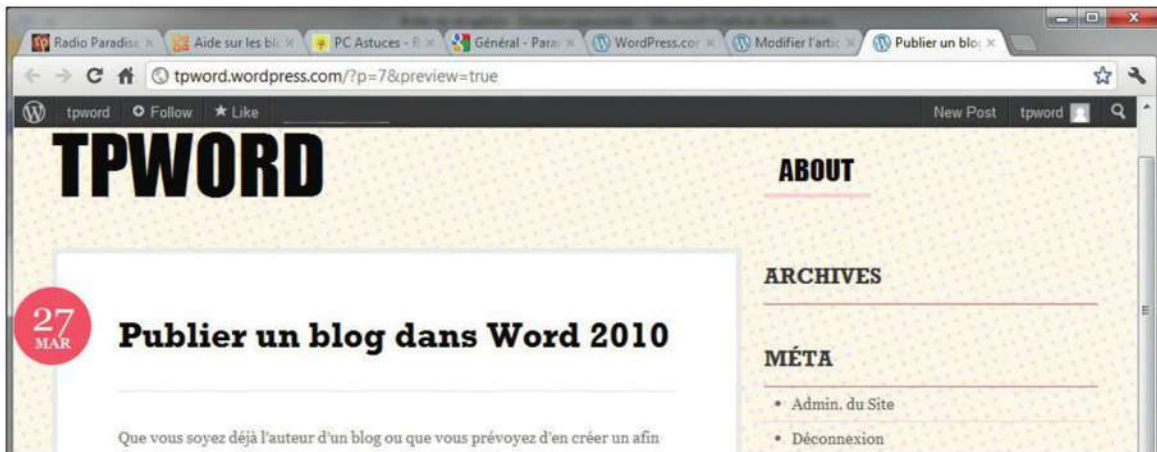 Radio Paradise
Aide sur les blo
PC Astuces - R
Général - Para
WordPress.com
Modifier l'artic
Publier un blog
tpword.wordpress.com/?p=7&preview=true
tpword Follow Like
New Post tpword
TPWORD
ABOUT
27
MAR
Publier un blog dans Word 2010
Que vous soyez déjà l'auteur d'un blog ou que vous prévoyez d'en créer un afin
ARCHIVES
MÉTA
• Admin. du Site
• Déconnexion